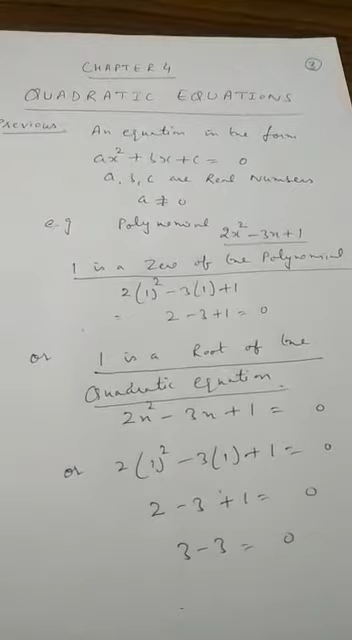 CHAPTER 4
②
QUADRATIC EQUATIONS
Previous An equation in the form
ax² + bx + c = 0
a, b, c are Real Numbers
a ≠ 0
e.g Polynomial 2x² - 3x + 1
1 is a Zero of the Polynomial
2(1)² - 3(1) + 1
= 2 - 3 + 1 = 0
or 1 is a Root of the
Quadratic equation.
2x² - 3x + 1 = 0
or 2(1)² - 3(1) + 1 = 0
2 - 3 + 1 = 0
3 - 3 = 0